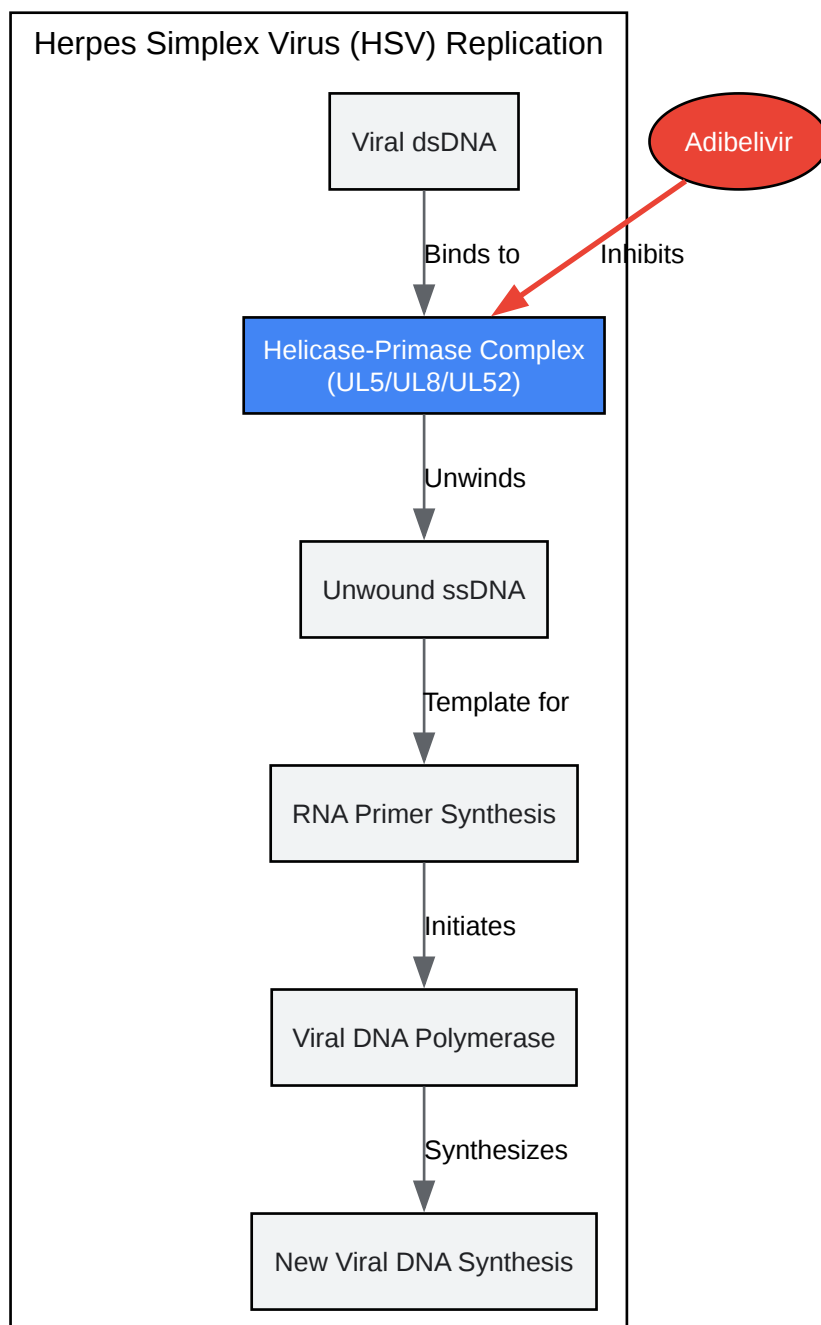 Herpes Simplex Virus (HSV) Replication
Viral dsDNA
Adibelivir
Binds to
Inhibits
Helicase-Primase Complex
(UL5/UL8/UL52)
Unwinds
Unwound ssDNA
Template for
RNA Primer Synthesis
Initiates
Viral DNA Polymerase
Synthesizes
New Viral DNA Synthesis